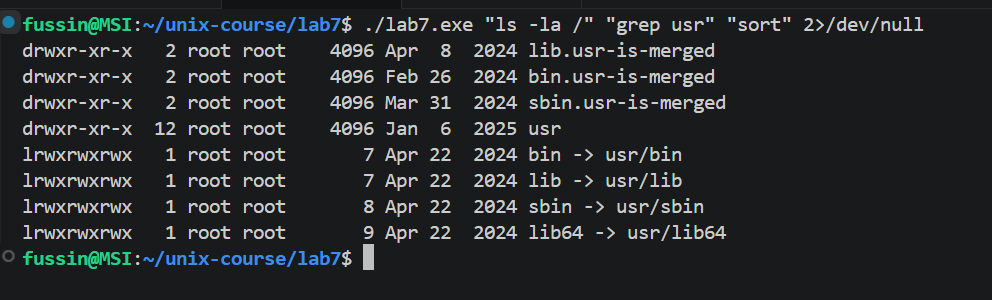 fussin@MSI:~/unix-course/lab7$ ./lab7.exe "ls -la /" "grep usr" "sort" 2>/dev/null
drwxr-xr-x   2 root root    4096 Apr  8  2024 lib.usr-is-merged
drwxr-xr-x   2 root root    4096 Feb 26  2024 bin.usr-is-merged
drwxr-xr-x   2 root root    4096 Mar 31  2024 sbin.usr-is-merged
drwxr-xr-x  12 root root    4096 Jan  6  2025 usr
lrwxrwxrwx   1 root root       7 Apr 22  2024 bin -> usr/bin
lrwxrwxrwx   1 root root       7 Apr 22  2024 lib -> usr/lib
lrwxrwxrwx   1 root root       8 Apr 22  2024 sbin -> usr/sbin
lrwxrwxrwx   1 root root       9 Apr 22  2024 lib64 -> usr/lib64
fussin@MSI:~/unix-course/lab7$